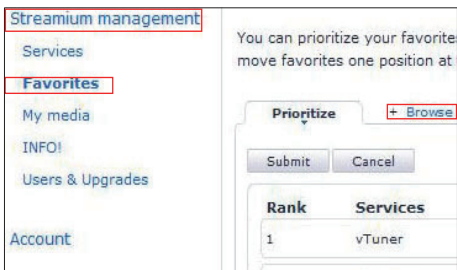 Streamium management
Services
Favorites
My media
INFO!
Users & Upgrades
Account
You can prioritize your favorites
move favorites one position at
Prioritize
+ Browse
Submit
Cancel
Rank Services
1 vTuner